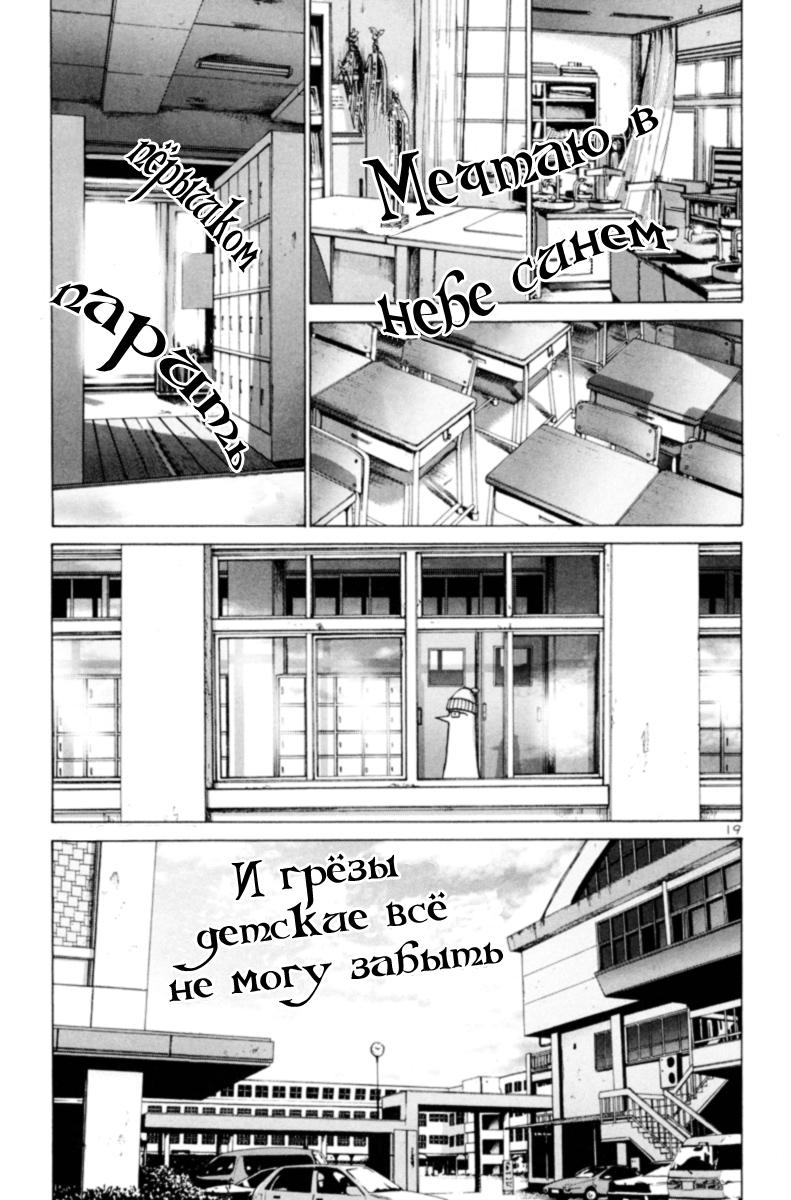 Мечтаю в
небе синем
пёрышком
парить
19
И грёзы
детские всё
не могу забыть